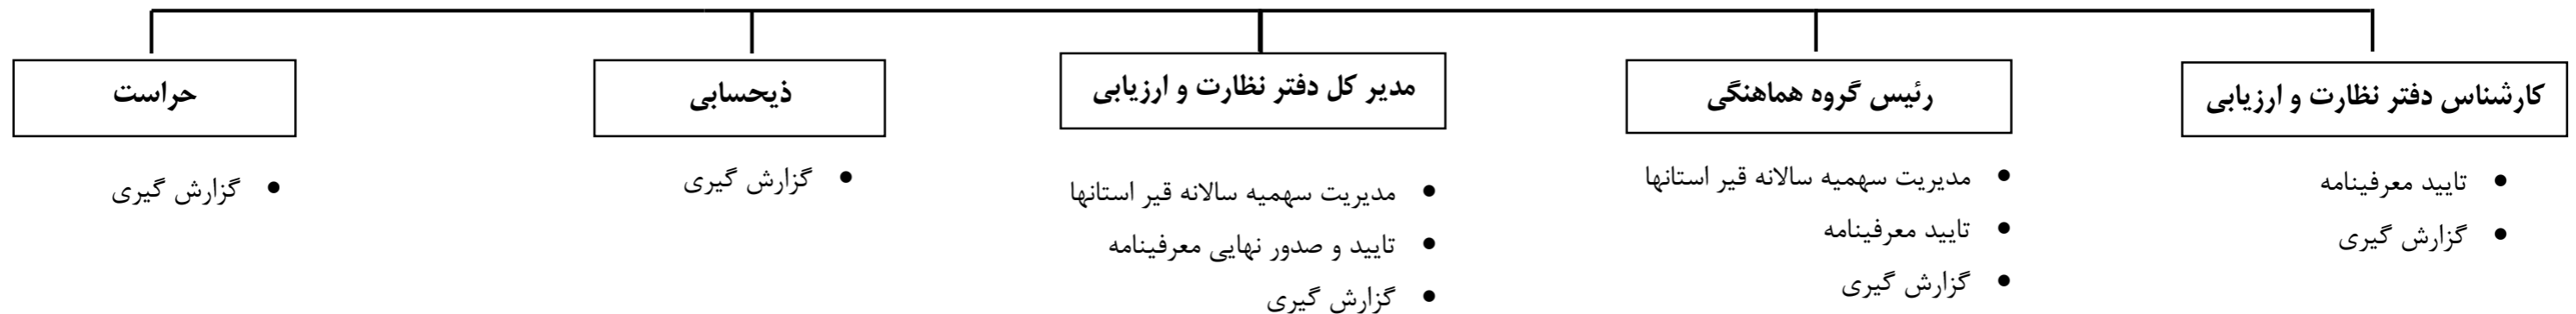 کارشناس دفتر نظارت و ارزیابی
• تایید معرفینامه
• گزارش گیری
رئیس گروه هماهنگی
• مدیریت سهمیه سالانه قیر استانها
• تایید معرفینامه
• گزارش گیری
مدیر کل دفتر نظارت و ارزیابی
• مدیریت سهمیه سالانه قیر استانها
• تایید و صدور نهایی معرفینامه
• گزارش گیری
ذیحسابی
• گزارش گیری
حراست
• گزارش گیری